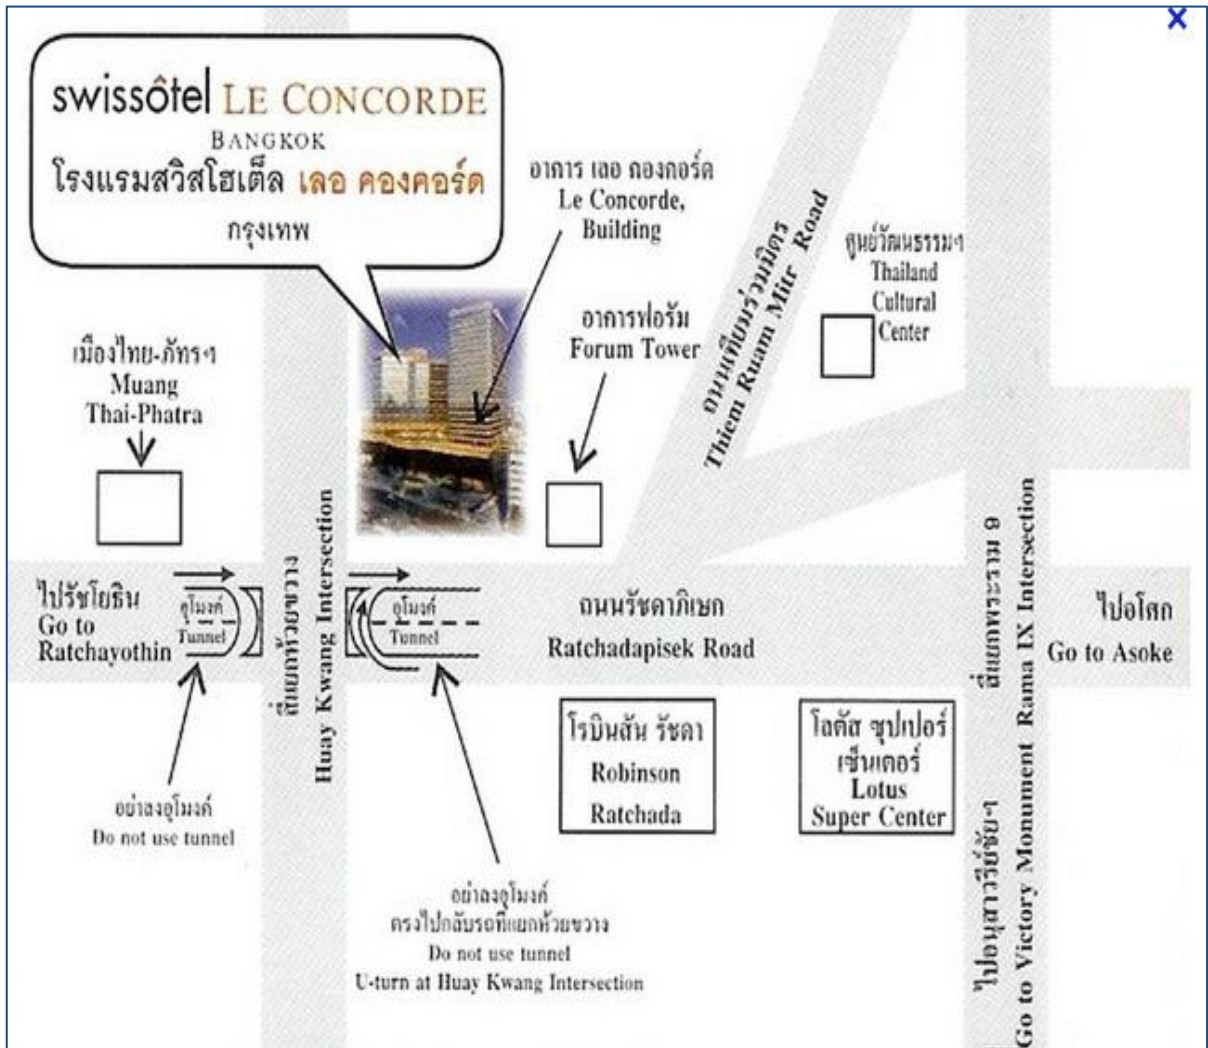 swissôtel LE CONCORDE
BANGKOK
โรงแรมสวิสโฮเต็ล เลอ คองคอร์ด
กรุงเทพ
อาคาร เลอ คองคอร์ด
Le Concorde,
Building
ถนนเทียมร่วมมิตร
Thiem Ruam Mitr Road
ศูนย์วัฒนธรรมฯ
Thailand
Cultural
Center
อาคารฟอรัม
Forum Tower
เมืองไทย-ภัทรฯ
Muang
Thai-Phatra
สี่แยกห้วยขวาง
Huay Kwang Intersection
สี่แยกพระราม 9
Rama IX Intersection
ไปรัชโยธิน
Go to
Ratchayothin
อุโมงค์
Tunnel
อุโมงค์
Tunnel
ถนนรัชดาภิเษก
Ratchadapisek Road
ไปอโศก
Go to Asoke
โรบินสัน รัชดา
Robinson
Ratchada
โลตัส ซุปเปอร์
เซ็นเตอร์
Lotus
Super Center
อย่าลงอุโมงค์
Do not use tunnel
อย่าลงอุโมงค์
ตรงไปกลับรถที่แยกห้วยขวาง
Do not use tunnel
U-turn at Huay Kwang Intersection
ไปอนุสาวรีย์ชัยฯ
Go to Victory Monument
X